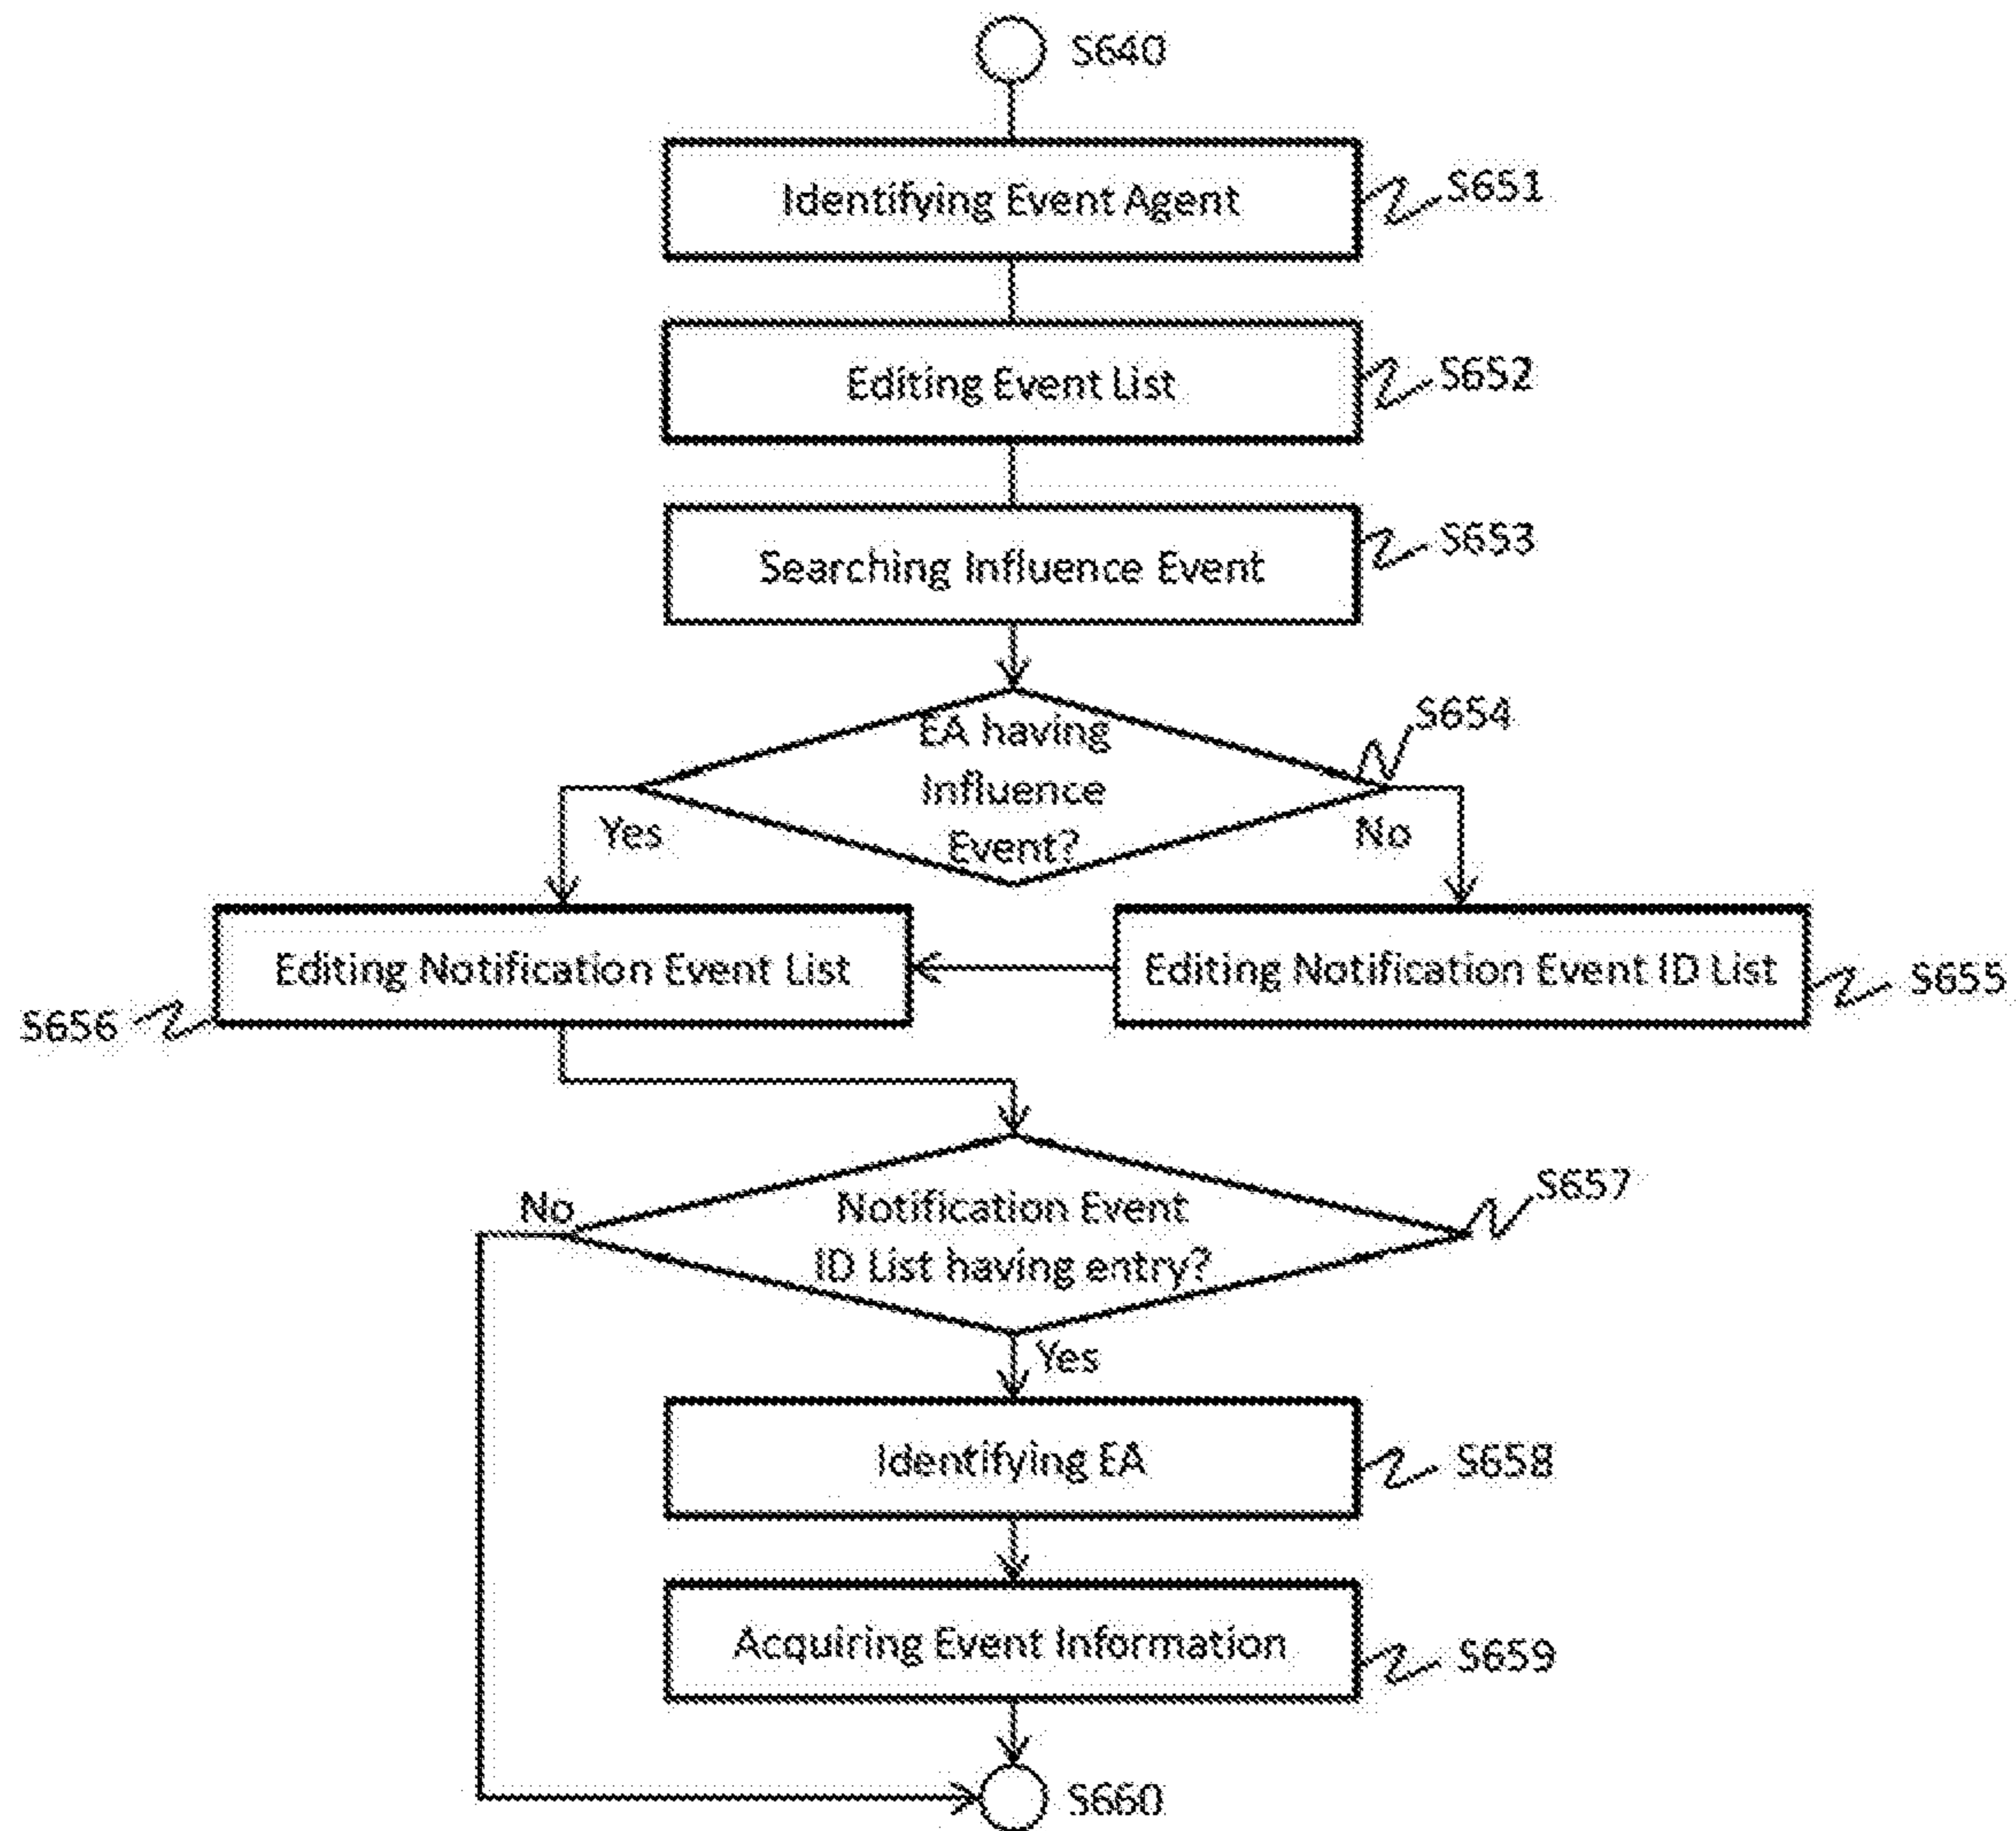 S640
Identifying Event Agent
S651
Editing Event List
S652
Searching Influence Event
S653
EA having
Influence
Event?
S654
Yes
No
Editing Notification Event List
S656
Editing Notification Event ID List
S655
Notification Event
ID List having entry?
S657
No
Yes
Identifying EA
S658
Acquiring Event Information
S659
S660